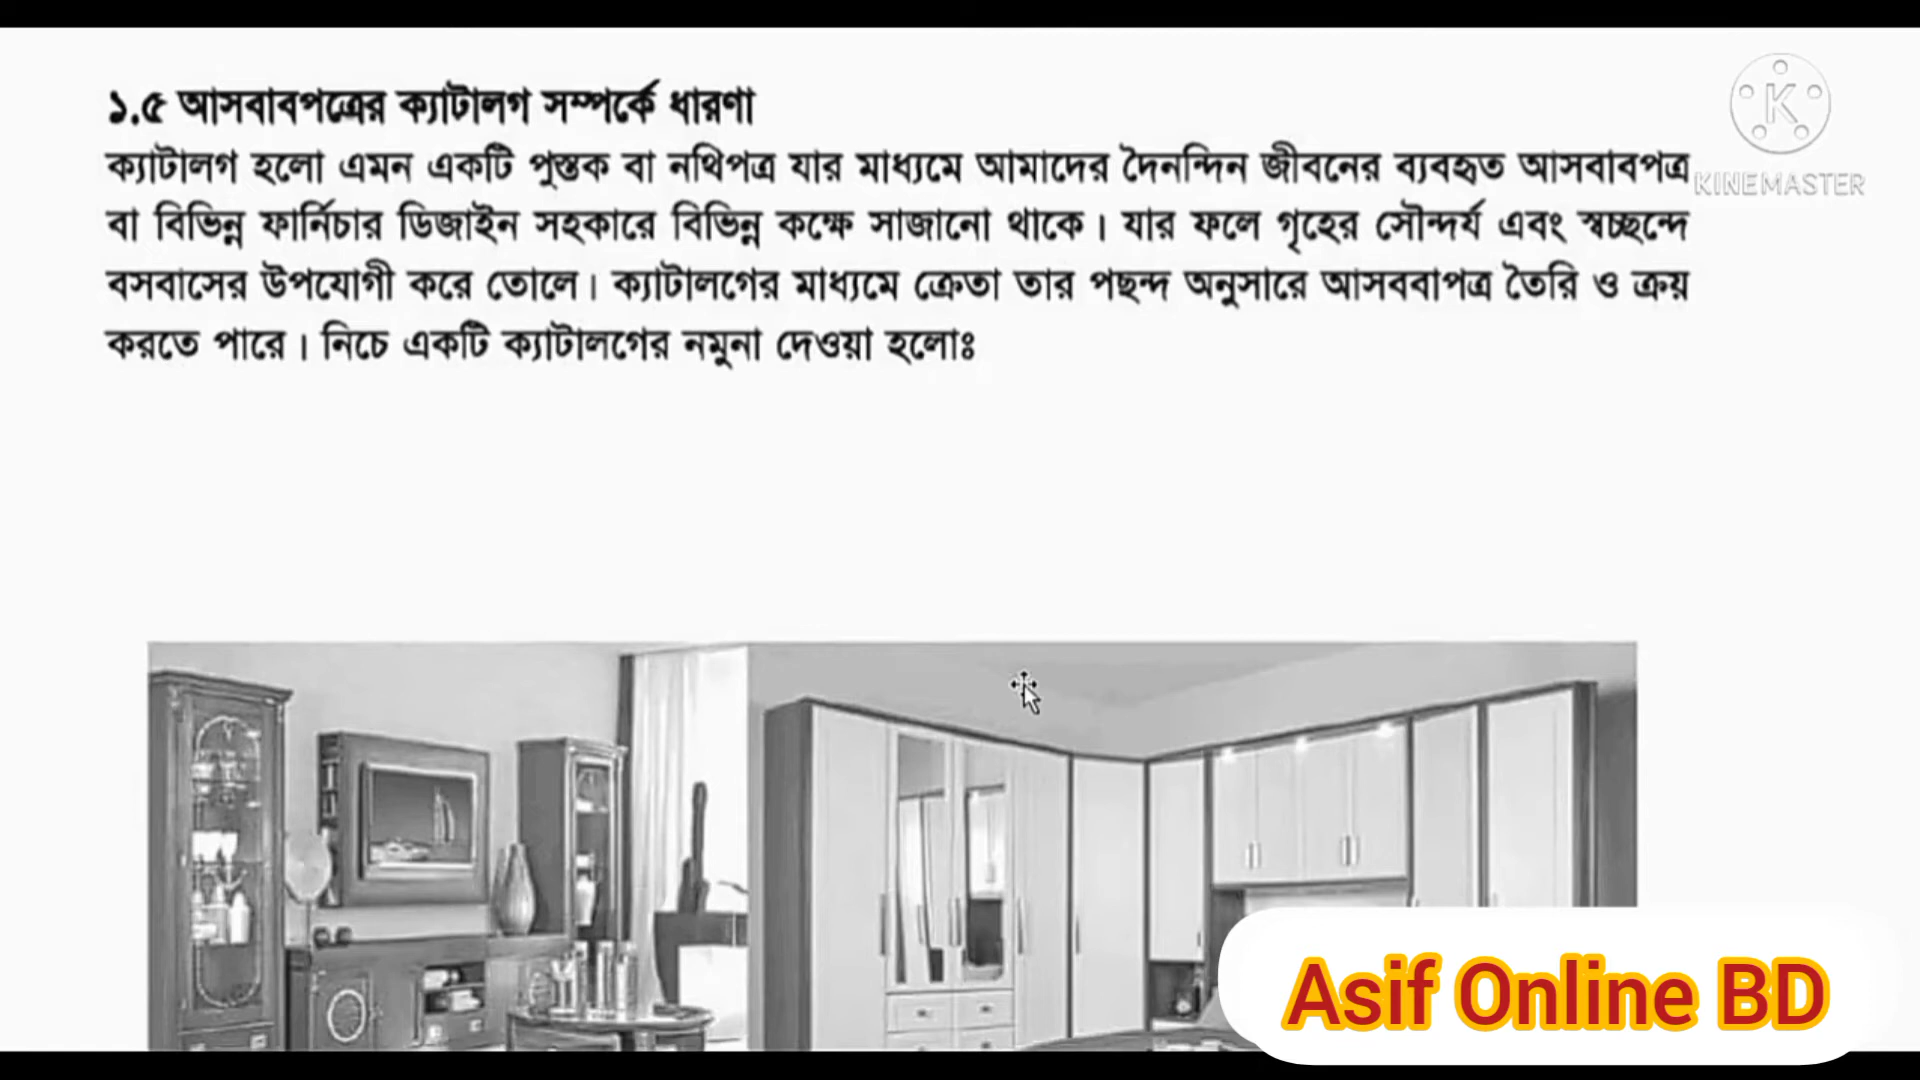 ১.৫ আসবাবপত্রের ক্যাটালগ সম্পর্কে ধারণা
ক্যাটালগ হলো এমন একটি পুস্তক বা নথিপত্র যার মাধ্যমে আমাদের দৈনন্দিন জীবনের ব্যবহৃত আসবাবপত্র
বা বিভিন্ন ফার্নিচার ডিজাইন সহকারে বিভিন্ন কক্ষে সাজানো থাকে। যার ফলে গৃহের সৌন্দর্য এবং স্বচ্ছন্দে
বসবাসের উপযোগী করে তোলে। ক্যাটালগের মাধ্যমে ক্রেতা তার পছন্দ অনুসারে আসববাপত্র তৈরি ও ক্রয়
করতে পারে। নিচে একটি ক্যাটালগের নমুনা দেওয়া হলোঃ
K
KINEMASTER
Asif Online BD